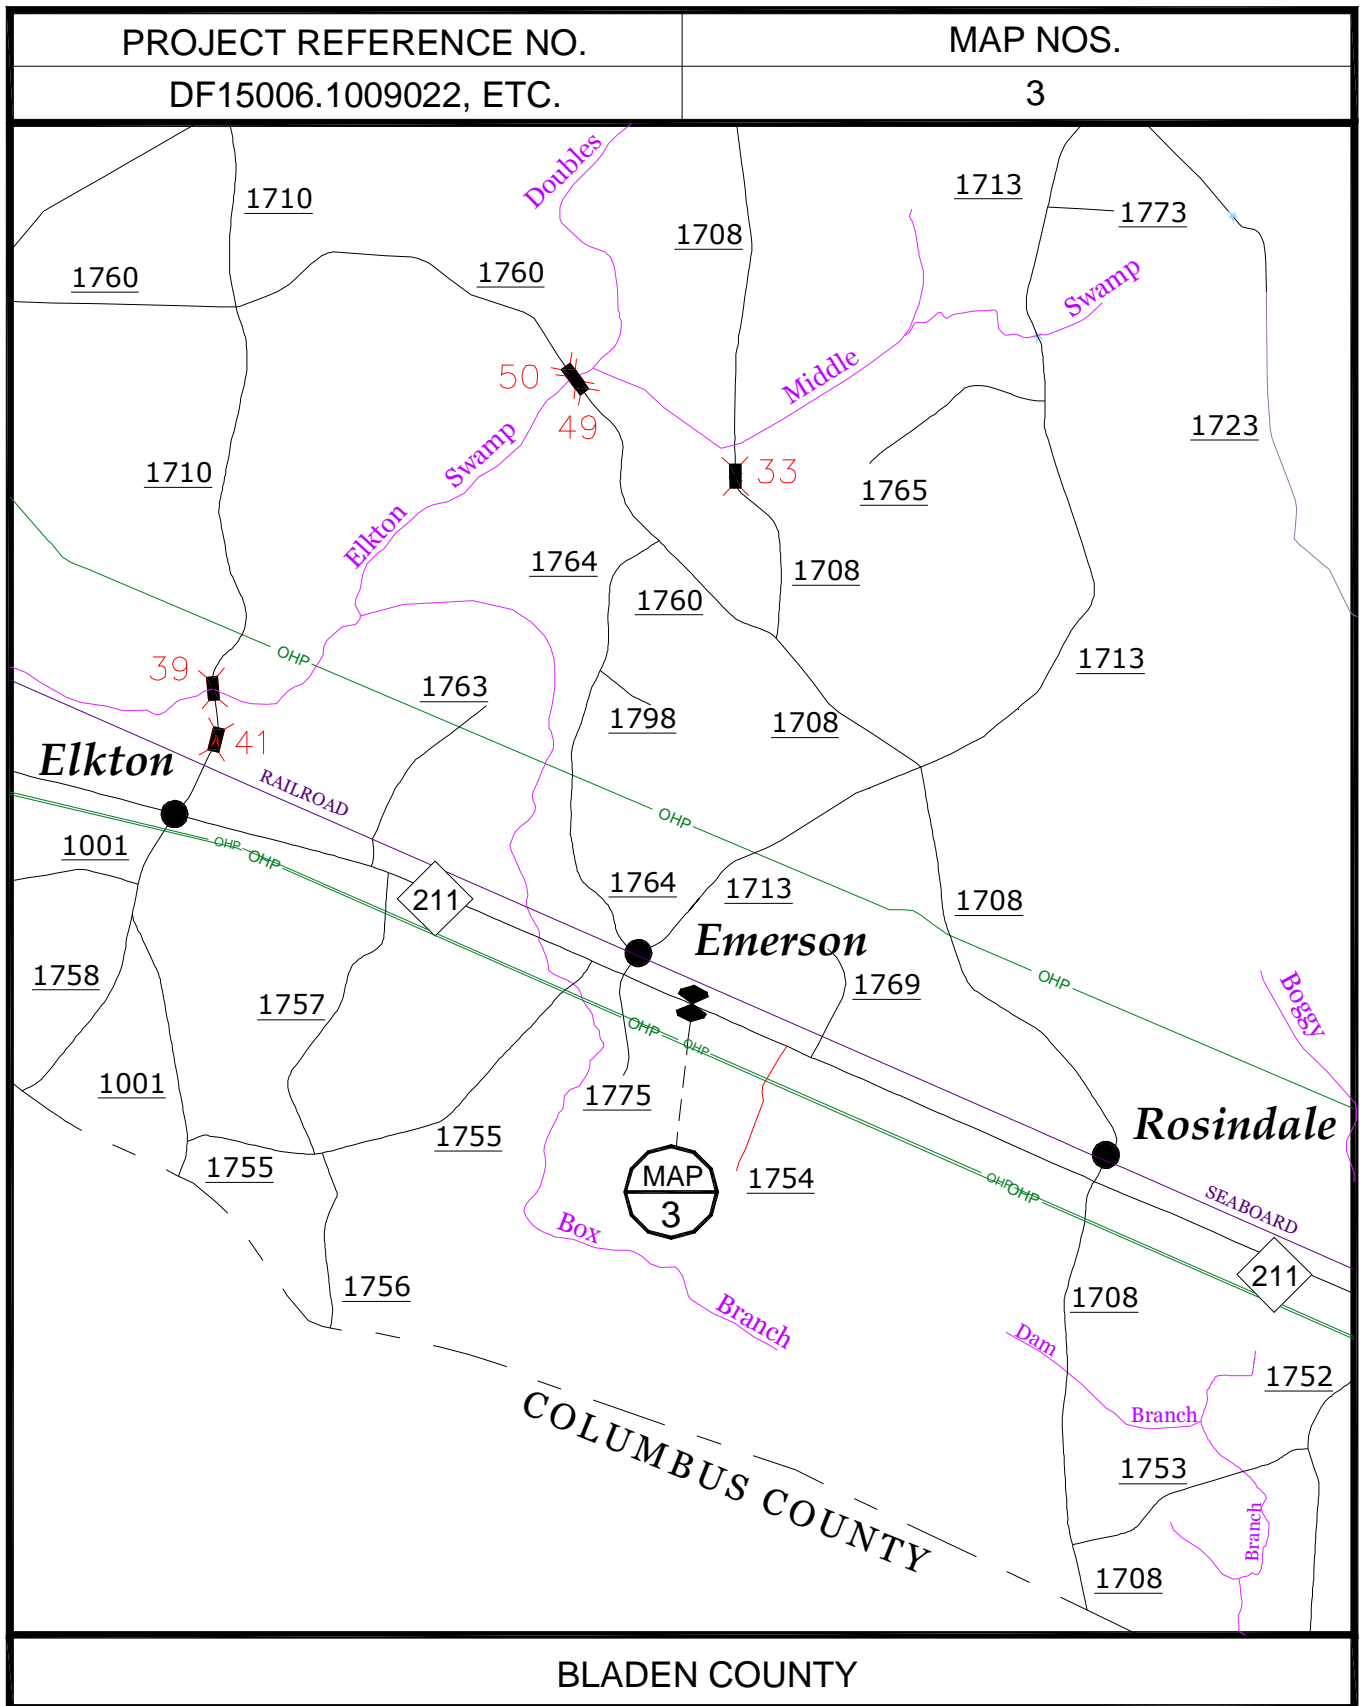 PROJECT REFERENCE NO.
MAP NOS.
DF15006.1009022, ETC.
3
Doubles
1710
1713
1773
1708
1760
1760
Swamp
50
Middle
49
1723
Swamp
33
1710
1765
Elkton
1764
1708
1760
OHP
1713
39
1763
1798
1708
41
Elkton
RAILROAD
OHP
1001
OHP
OHP
1764
1713
211
1708
Emerson
1758
1769
OHP
1757
Boggy
OHP
OHP
1001
1775
Rosindale
1755
1755
MAP
3
1754
OHP
OHP
SEABOARD
Box
1756
211
1708
Branch
Dam
1752
COLUMBUS COUNTY
Branch
1753
Branch
1708
BLADEN COUNTY